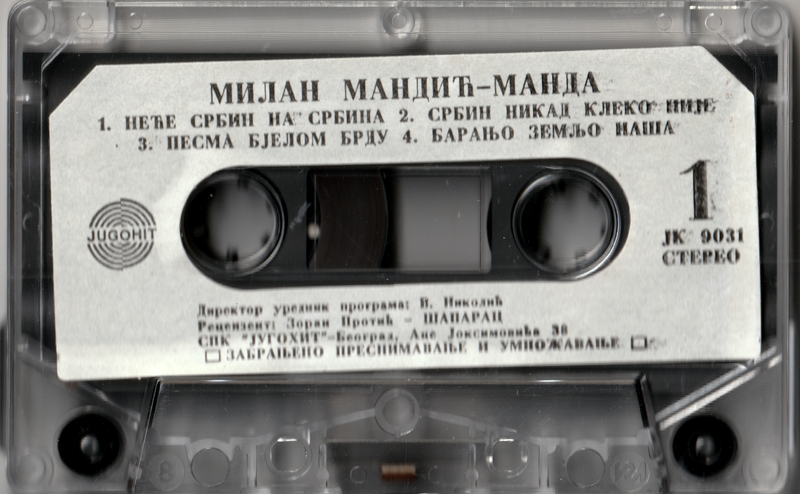 МИЛАН МАНДИЋ-МАНДА
1. НЕЋЕ СРБИН НА СРБИНА 2. СРБИН НИКАД КЛЕКО НИЈЕ
3. ПЕСМА БЈЕЛОМ БРДУ 4. БАРАЊО ЗЕМЉО НАША
1
JUGOHIT
ЈК 9031
СТЕРЕО
Директор уредник програма: В. Николић
Рецензент: Зоран Протић - ШАПАРАЦ
СПК "ЈУГОХИТ"-Београд, Ане Јоксимовића 38
ЗАБРАЊЕНО ПРЕСНИМАВАЊЕ И УМНОЖАВАЊЕ